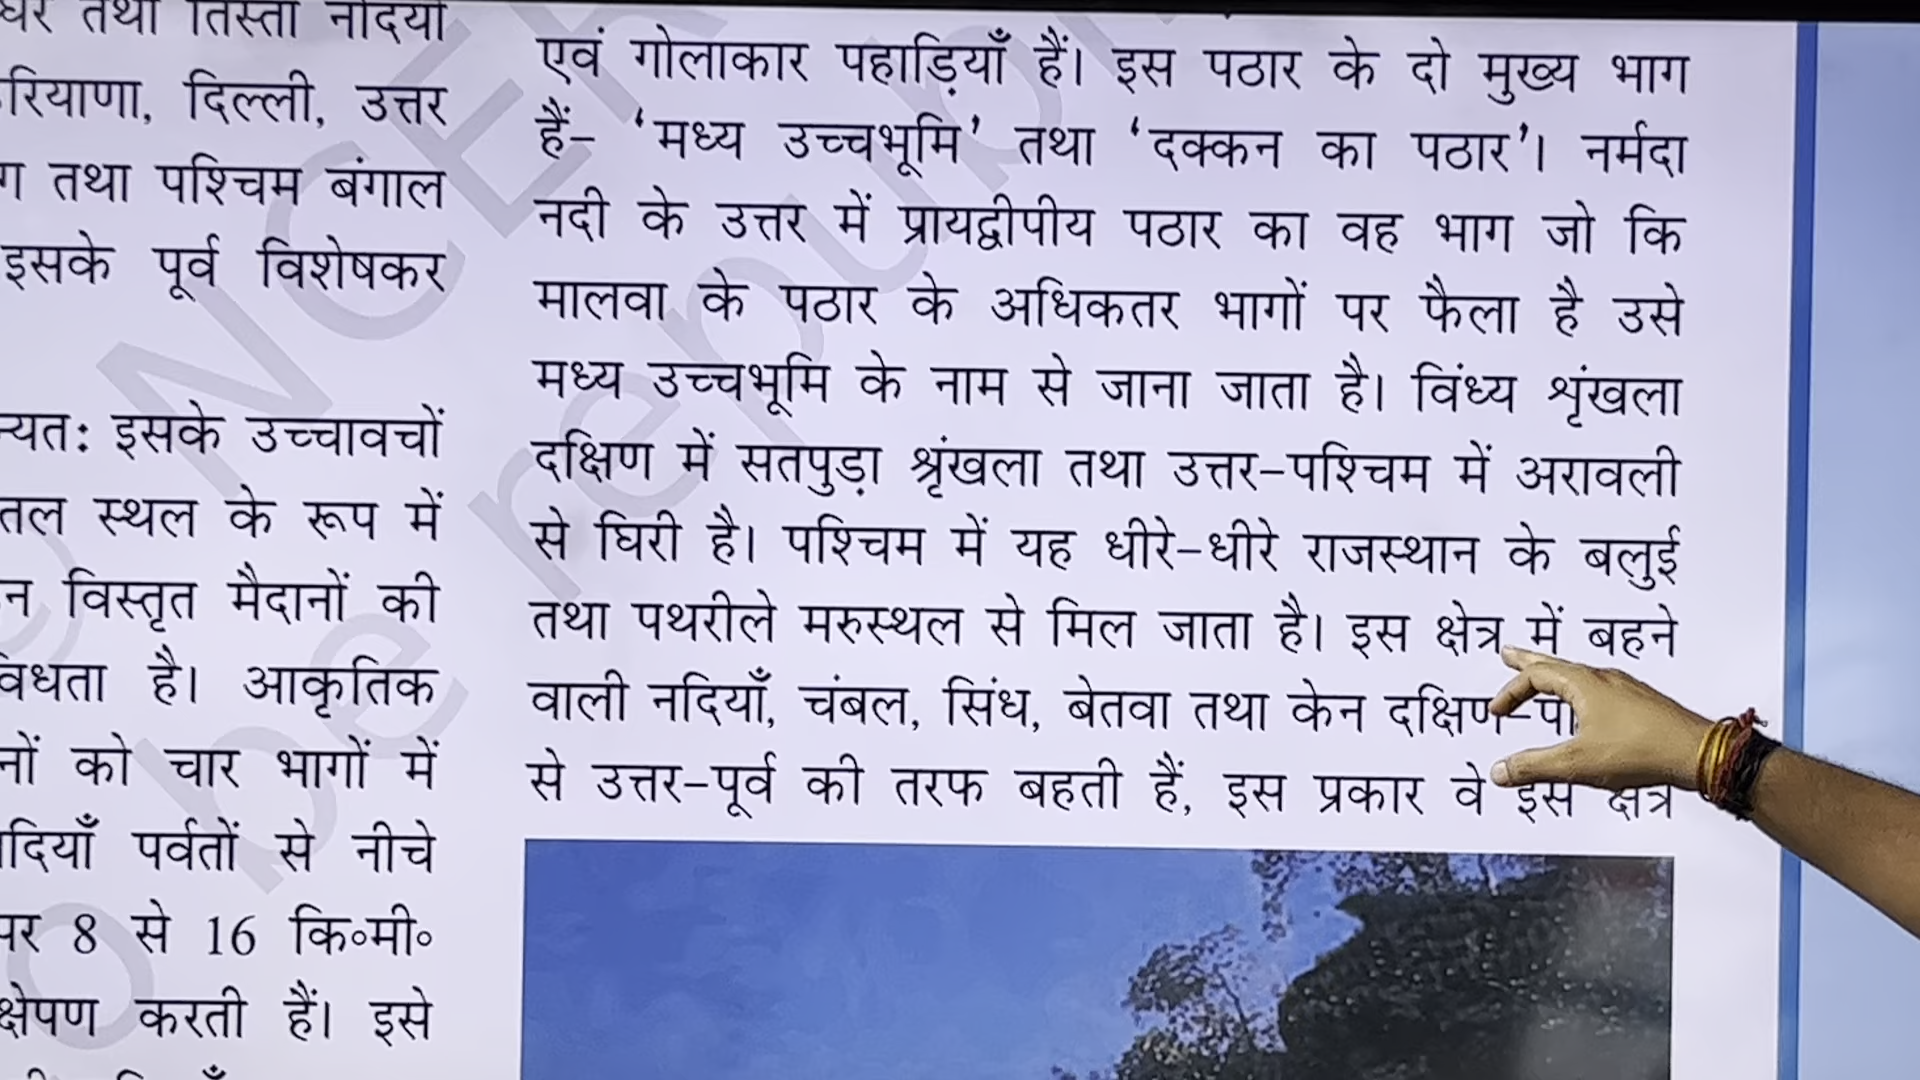 तथा तिस्ता नदियों
दिल्ली, उत्तर
तथा पश्चिम बंगाल
इसके पूर्व विशेषकर
इसके उच्चावचों
स्थल के रूप में
विस्तृत मैदानों की
है। आकृतिक
को चार भागों में
पर्वतों से नीचे
पर 8 से 16 कि०मी०
करती हैं। इसे
एवं गोलाकार पहाड़ियाँ हैं। इस पठार के दो मुख्य भाग
हैं– ‘मध्य उच्चभूमि’ तथा ‘दक्कन का पठार’। नर्मदा
नदी के उत्तर में प्रायद्वीपीय पठार का वह भाग जो कि
मालवा के पठार के अधिकतर भागों पर फैला है उसे
मध्य उच्चभूमि के नाम से जाना जाता है। विंध्य शृंखला
दक्षिण में सतपुड़ा श्रृंखला तथा उत्तर–पश्चिम में अरावली
से घिरी है। पश्चिम में यह धीरे–धीरे राजस्थान के बलुई
तथा पथरीले मरुस्थल से मिल जाता है। इस क्षेत्र में बहने
वाली नदियाँ, चंबल, सिंध, बेतवा तथा केन दक्षिण–
से उत्तर–पूर्व की तरफ बहती हैं, इस प्रकार वे इस क्षेत्र